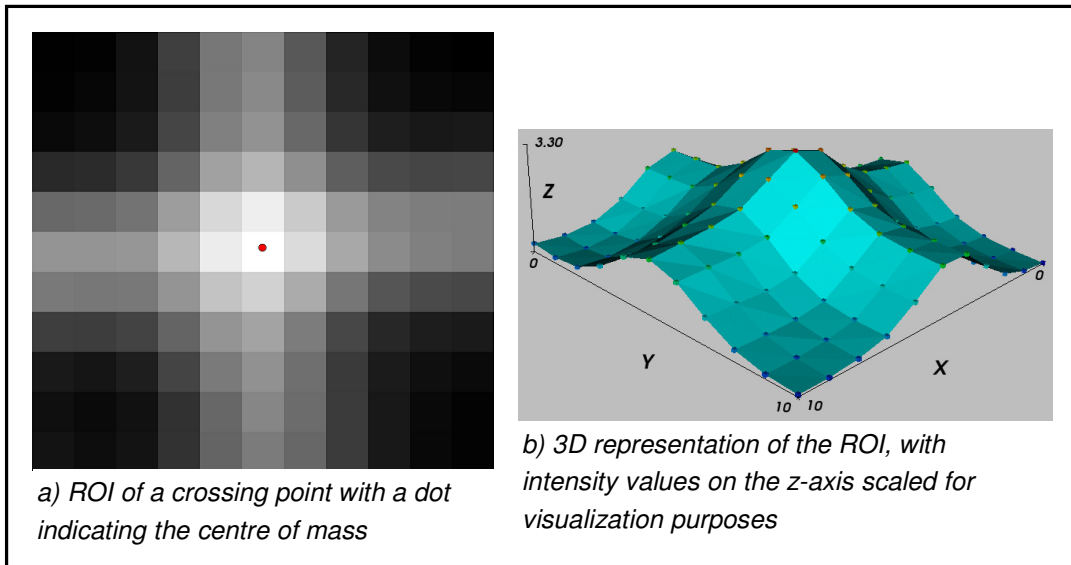 a) ROI of a crossing point with a dot
indicating the centre of mass
3.30
Z
0
0
Y
X
10
10
b) 3D representation of the ROI, with
intensity values on the z-axis scaled for
visualization purposes